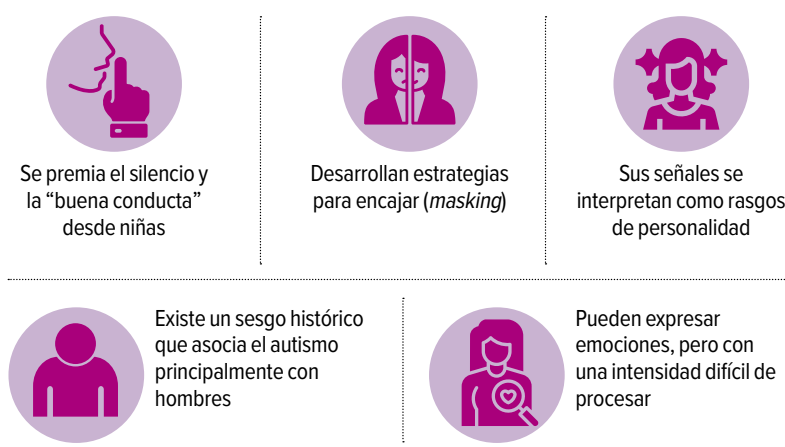 Se premia el silencio y
la “buena conducta”
desde niñas
Desarrollan estrategias
para encajar (masking)
Sus señales se
interpretan como rasgos
de personalidad
Existe un sesgo histórico
que asocia el autismo
principalmente con
hombres
Pueden expresar
emociones, pero con
una intensidad difícil de
procesar